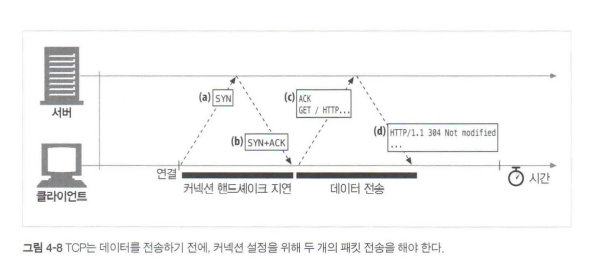 서버
(a) SYN
(c) ACK
GET / HTTP...
(b) SYN+ACK
(d) HTTP/1.1 304 Not modified
...
클라이언트
연결
커넥션 핸드셰이크 지연
데이터 전송
시간
그림 4-8 TCP는 데이터를 전송하기 전에, 커넥션 설정을 위해 두 개의 패킷 전송을 해야 한다.